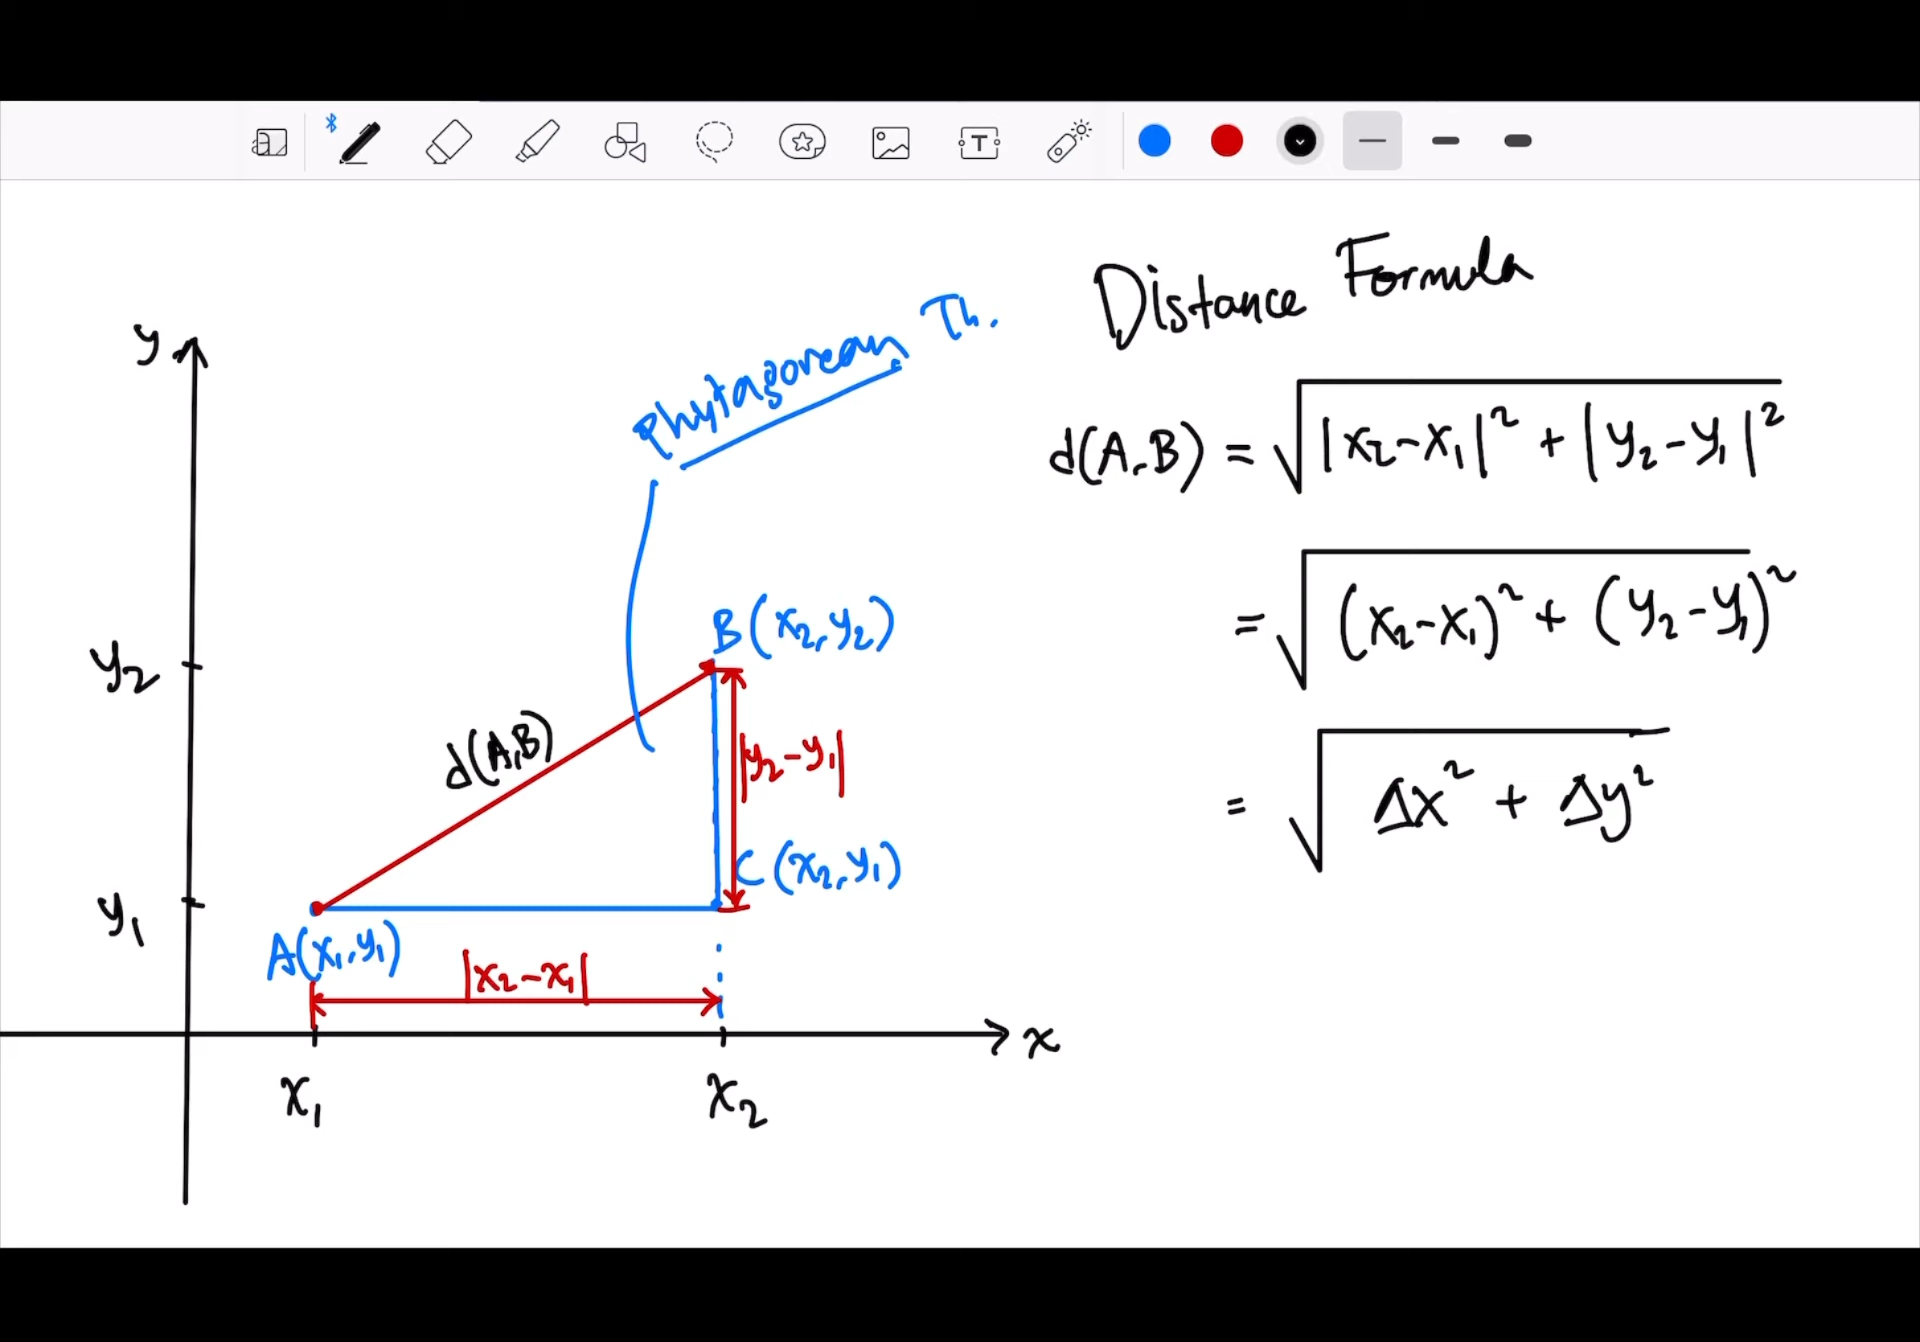 Distance Formula
Phytagorean Th.
y
d(A,B) = √|x₂-x₁|² + |y₂-y₁|²
= √(x₂-x₁)² + (y₂-y₁)²
= √Δx² + Δy²
B(x₂,y₂)
y₂
d(A,B)
|y₂-y₁|
C(x₂,y₁)
y₁
A(x₁,y₁)
|x₂-x₁|
x
x₁
x₂
T